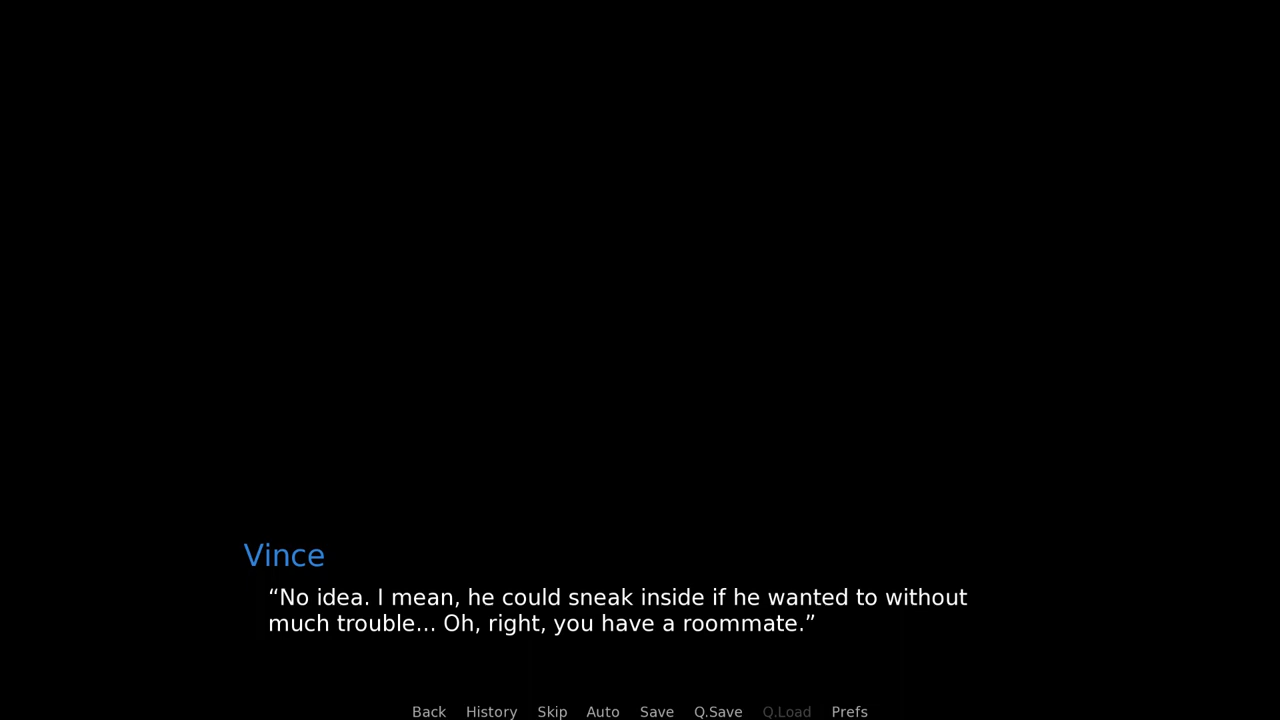 Vince
“No idea. I mean, he could sneak inside if he wanted to without
much trouble... Oh, right, you have a roommate.”
Back History Skip Auto Save Q.Save Q.Load Prefs